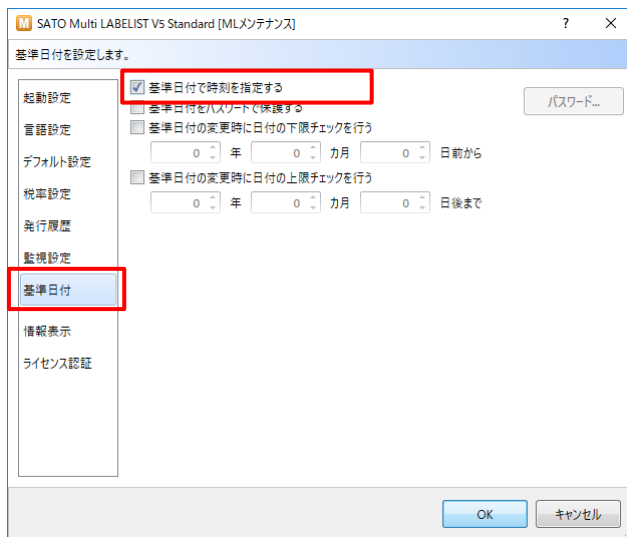 SATO Multi LABELIST V5 Standard [MLメンテナンス]
基準日付を設定します。
起動設定
言語設定
デフォルト設定
税率設定
発行履歴
監視設定
基準日付
情報表示
ライセンス認証
基準日付で時刻を指定する
基準日付をパスワードで保護する
パスワード...
基準日付の変更時に日付の下限チェックを行う
0 年 0 カ月 0 日前から
基準日付の変更時に日付の上限チェックを行う
0 年 0 カ月 0 日後まで
OK キャンセル